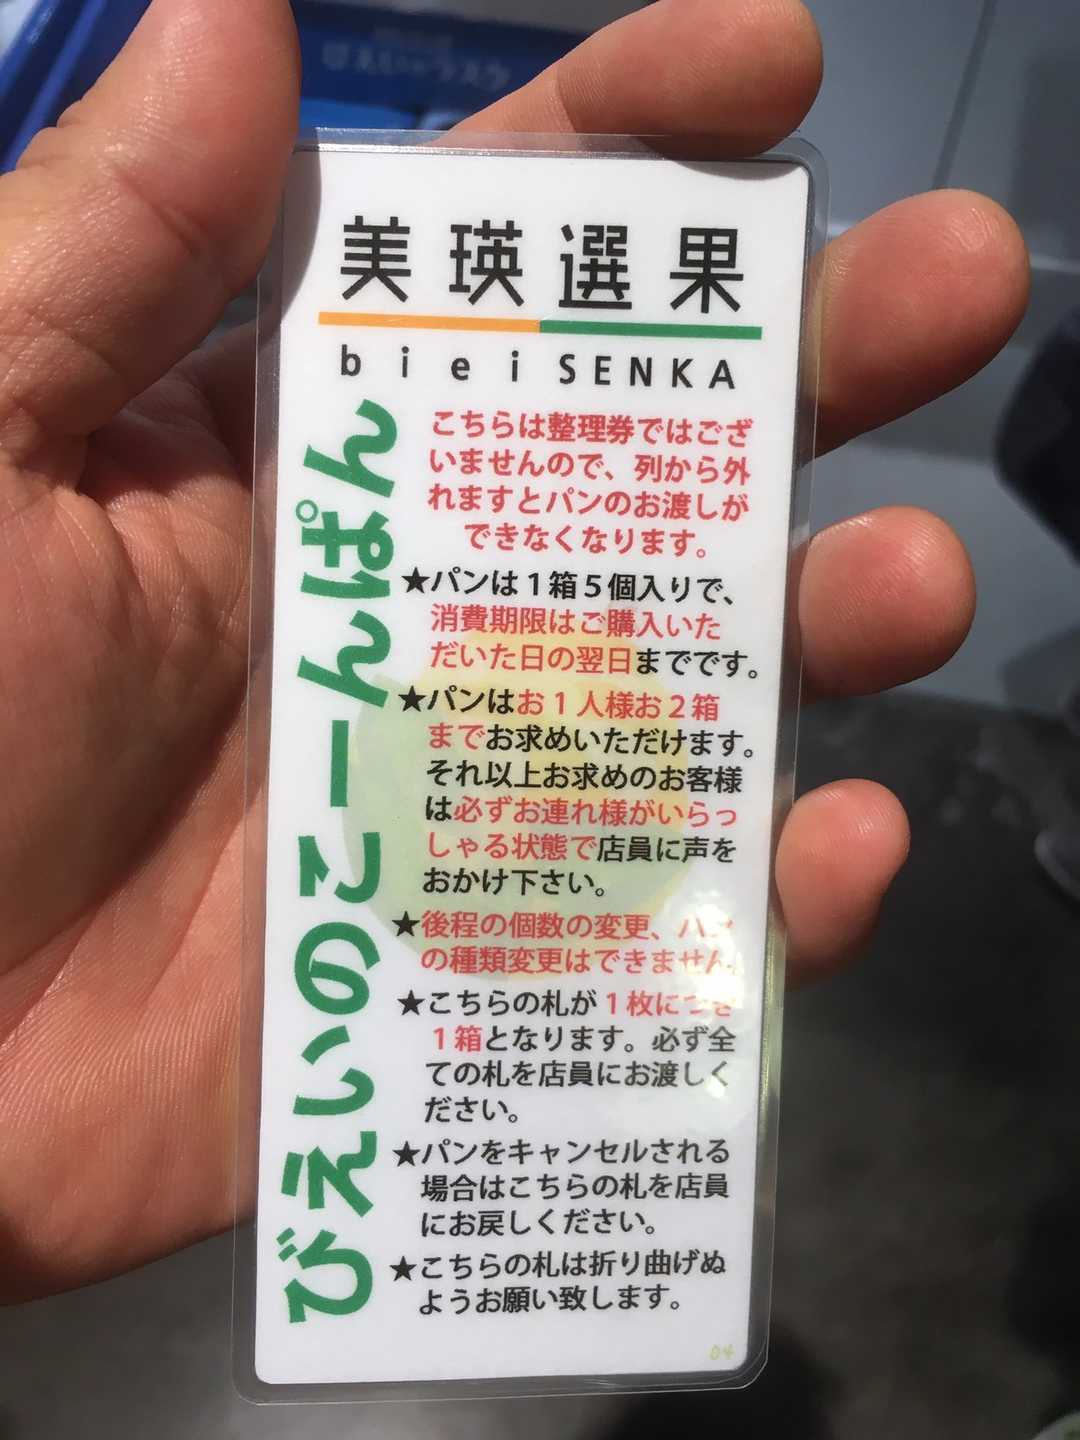 びえいのラスク
美瑛選果
biei SENKA
びえいのこーんぱん
こちらは整理券ではござ
いませんので、列から外
れますとパンのお渡しが
できなくなります。
★パンは1箱5個入りで、
消費期限はご購入いた
だいた日の翌日までです。
★パンはお1人様お2箱
までお求めいただけます。
それ以上お求めのお客様
は必ずお連れ様がいらっ
しゃる状態で店員に声を
おかけ下さい。
★後程の個数の変更、パン
の種類変更はできません。
★こちらの札が1枚につき
1箱となります。必ず全
ての札を店員にお渡しく
ださい。
★パンをキャンセルされる
場合はこちらの札を店員
にお戻しください。
★こちらの札は折り曲げぬ
ようお願い致します。
04